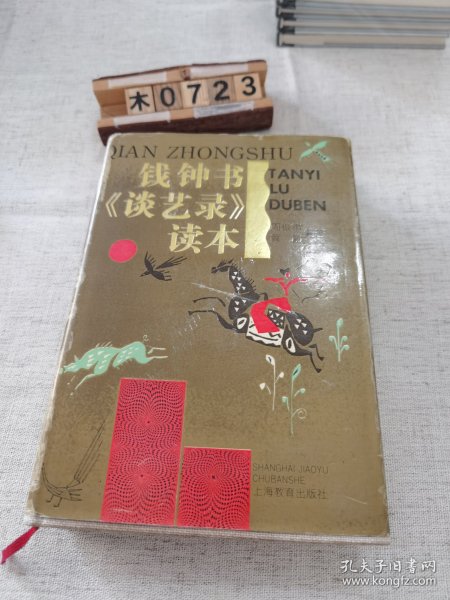 木0723
QIAN ZHONGSHU
钱钟书
《谈艺录》
读本
TANYI
LU
DUBEN
SHANGHAI JIAOYU
CHUBANSHE
上海教育出版社
孔夫子旧书网
www.kongfz.com